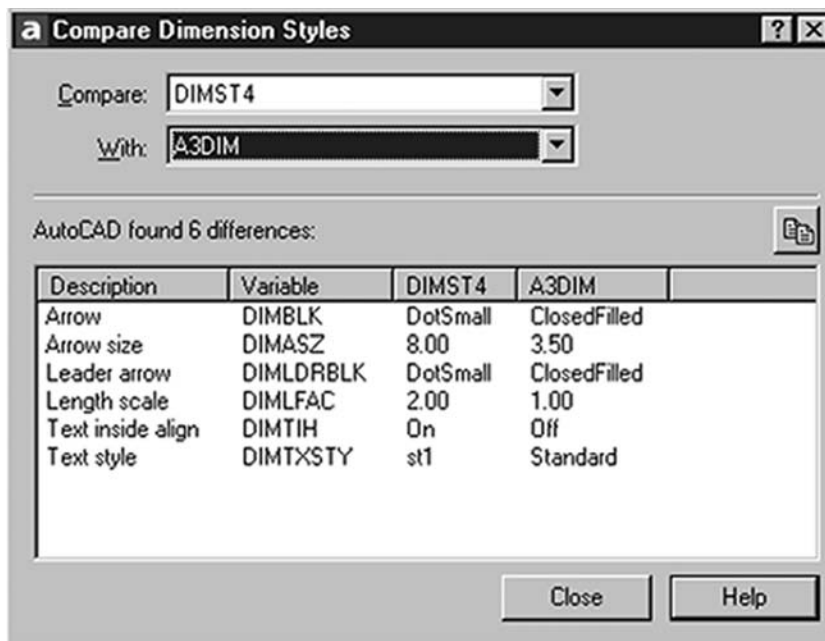 a Compare Dimension Styles ? X
Compare: DIMST4
With: A3DIM
AutoCAD found 6 differences:
Description Variable DIMST4 A3DIM
Arrow DIMBLK DotSmall ClosedFilled
Arrow size DIMASZ 8.00 3.50
Leader arrow DIMLDRBLK DotSmall ClosedFilled
Length scale DIMLFAC 2.00 1.00
Text inside align DIMTIH On Off
Text style DIMTXSTY st1 Standard
Close Help